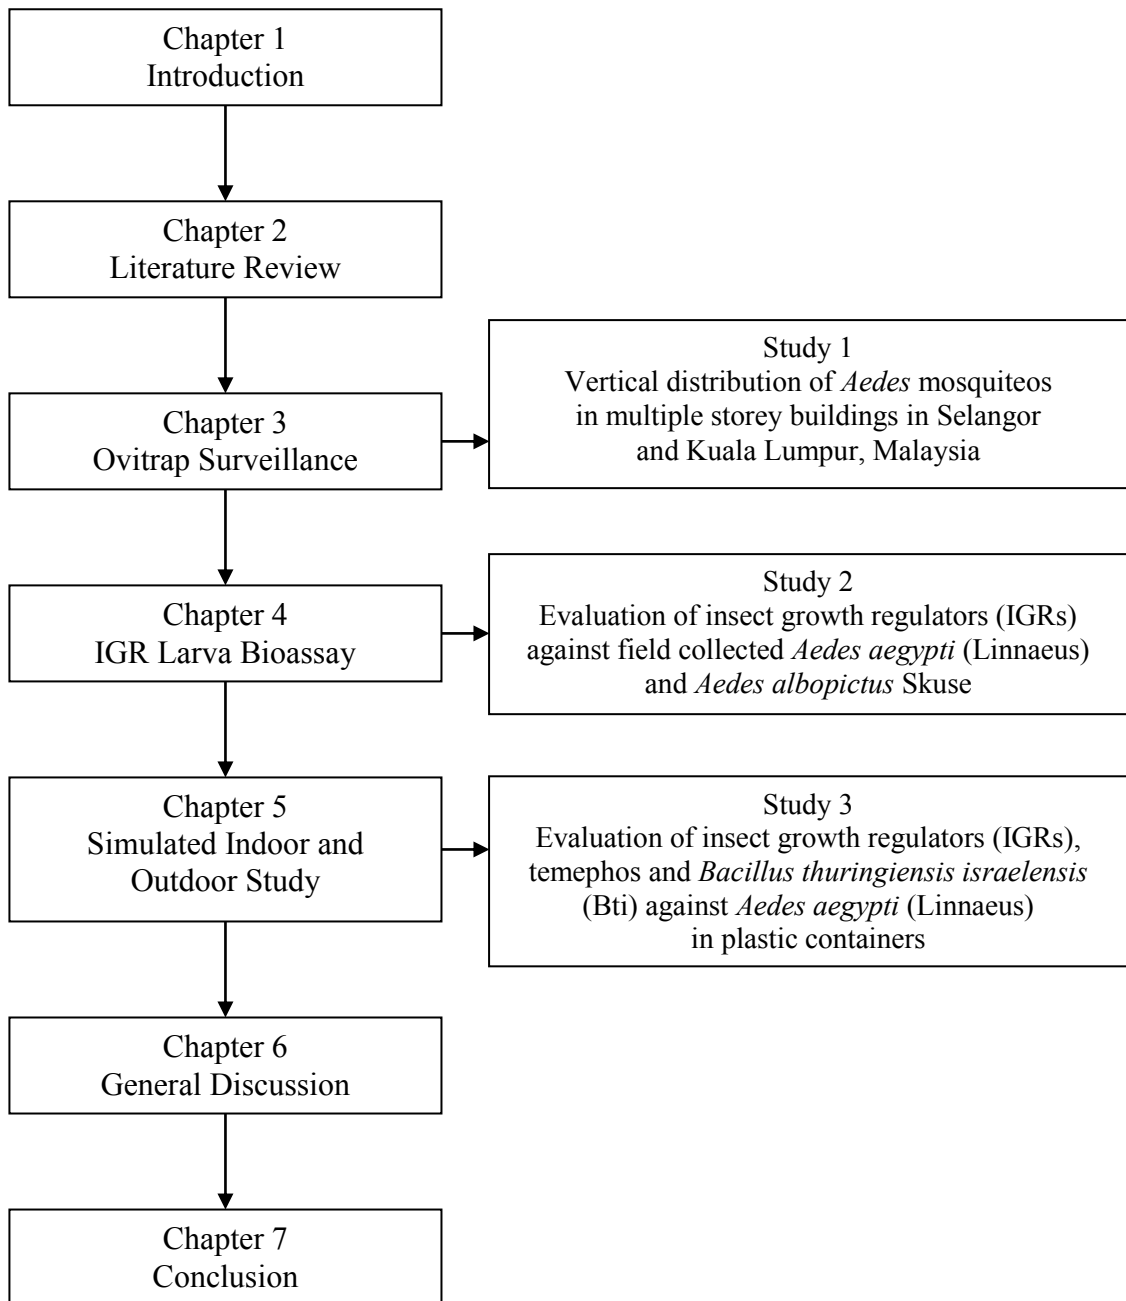 Chapter 1
Introduction
Chapter 2
Literature Review
Chapter 3
Ovitrap Surveillance
Study 1
Vertical distribution of Aedes mosquiteos
in multiple storey buildings in Selangor
and Kuala Lumpur, Malaysia
Chapter 4
IGR Larva Bioassay
Study 2
Evaluation of insect growth regulators (IGRs)
against field collected Aedes aegypti (Linnaeus)
and Aedes albopictus Skuse
Chapter 5
Simulated Indoor and
Outdoor Study
Study 3
Evaluation of insect growth regulators (IGRs),
temephos and Bacillus thuringiensis israelensis
(Bti) against Aedes aegypti (Linnaeus)
in plastic containers
Chapter 6
General Discussion
Chapter 7
Conclusion